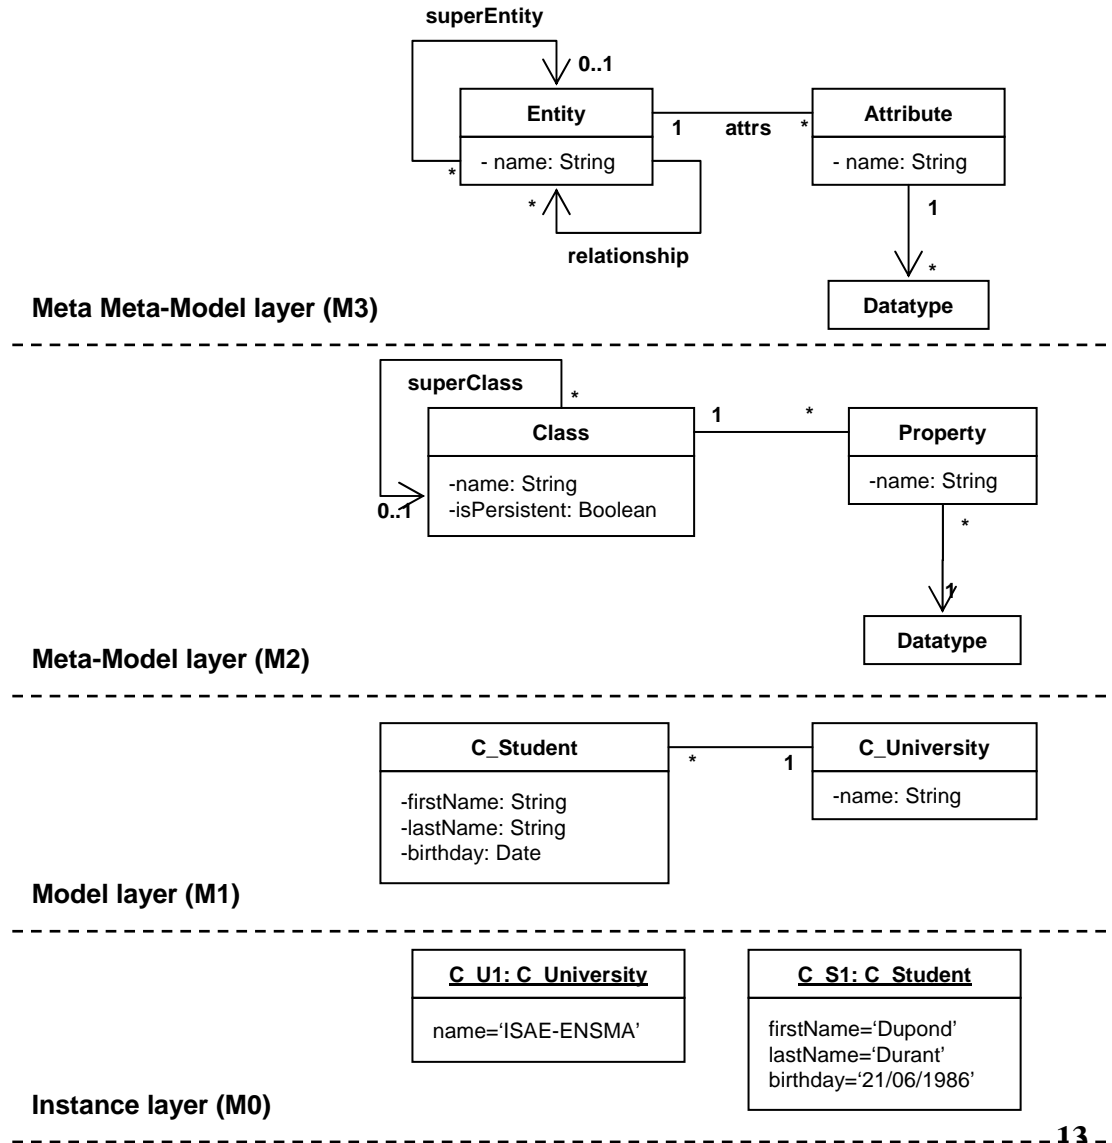 superEntity
0..1
Entity
1
attrs
*
Attribute
- name: String
- name: String
*
*
1
relationship
*
Datatype
Meta Meta-Model layer (M3)
superClass
*
1
*
Class
Property
-name: String
-name: String
-isPersistent: Boolean
0..1
*
1
Datatype
Meta-Model layer (M2)
C_Student
C_University
*
1
-firstName: String
-name: String
-lastName: String
-birthday: Date
Model layer (M1)
C_U1: C_University
C_S1: C_Student
name=‘ISAE-ENSMA’
firstName=‘Dupond’
lastName=‘Durant’
birthday=‘21/06/1986’
Instance layer (M0)
13